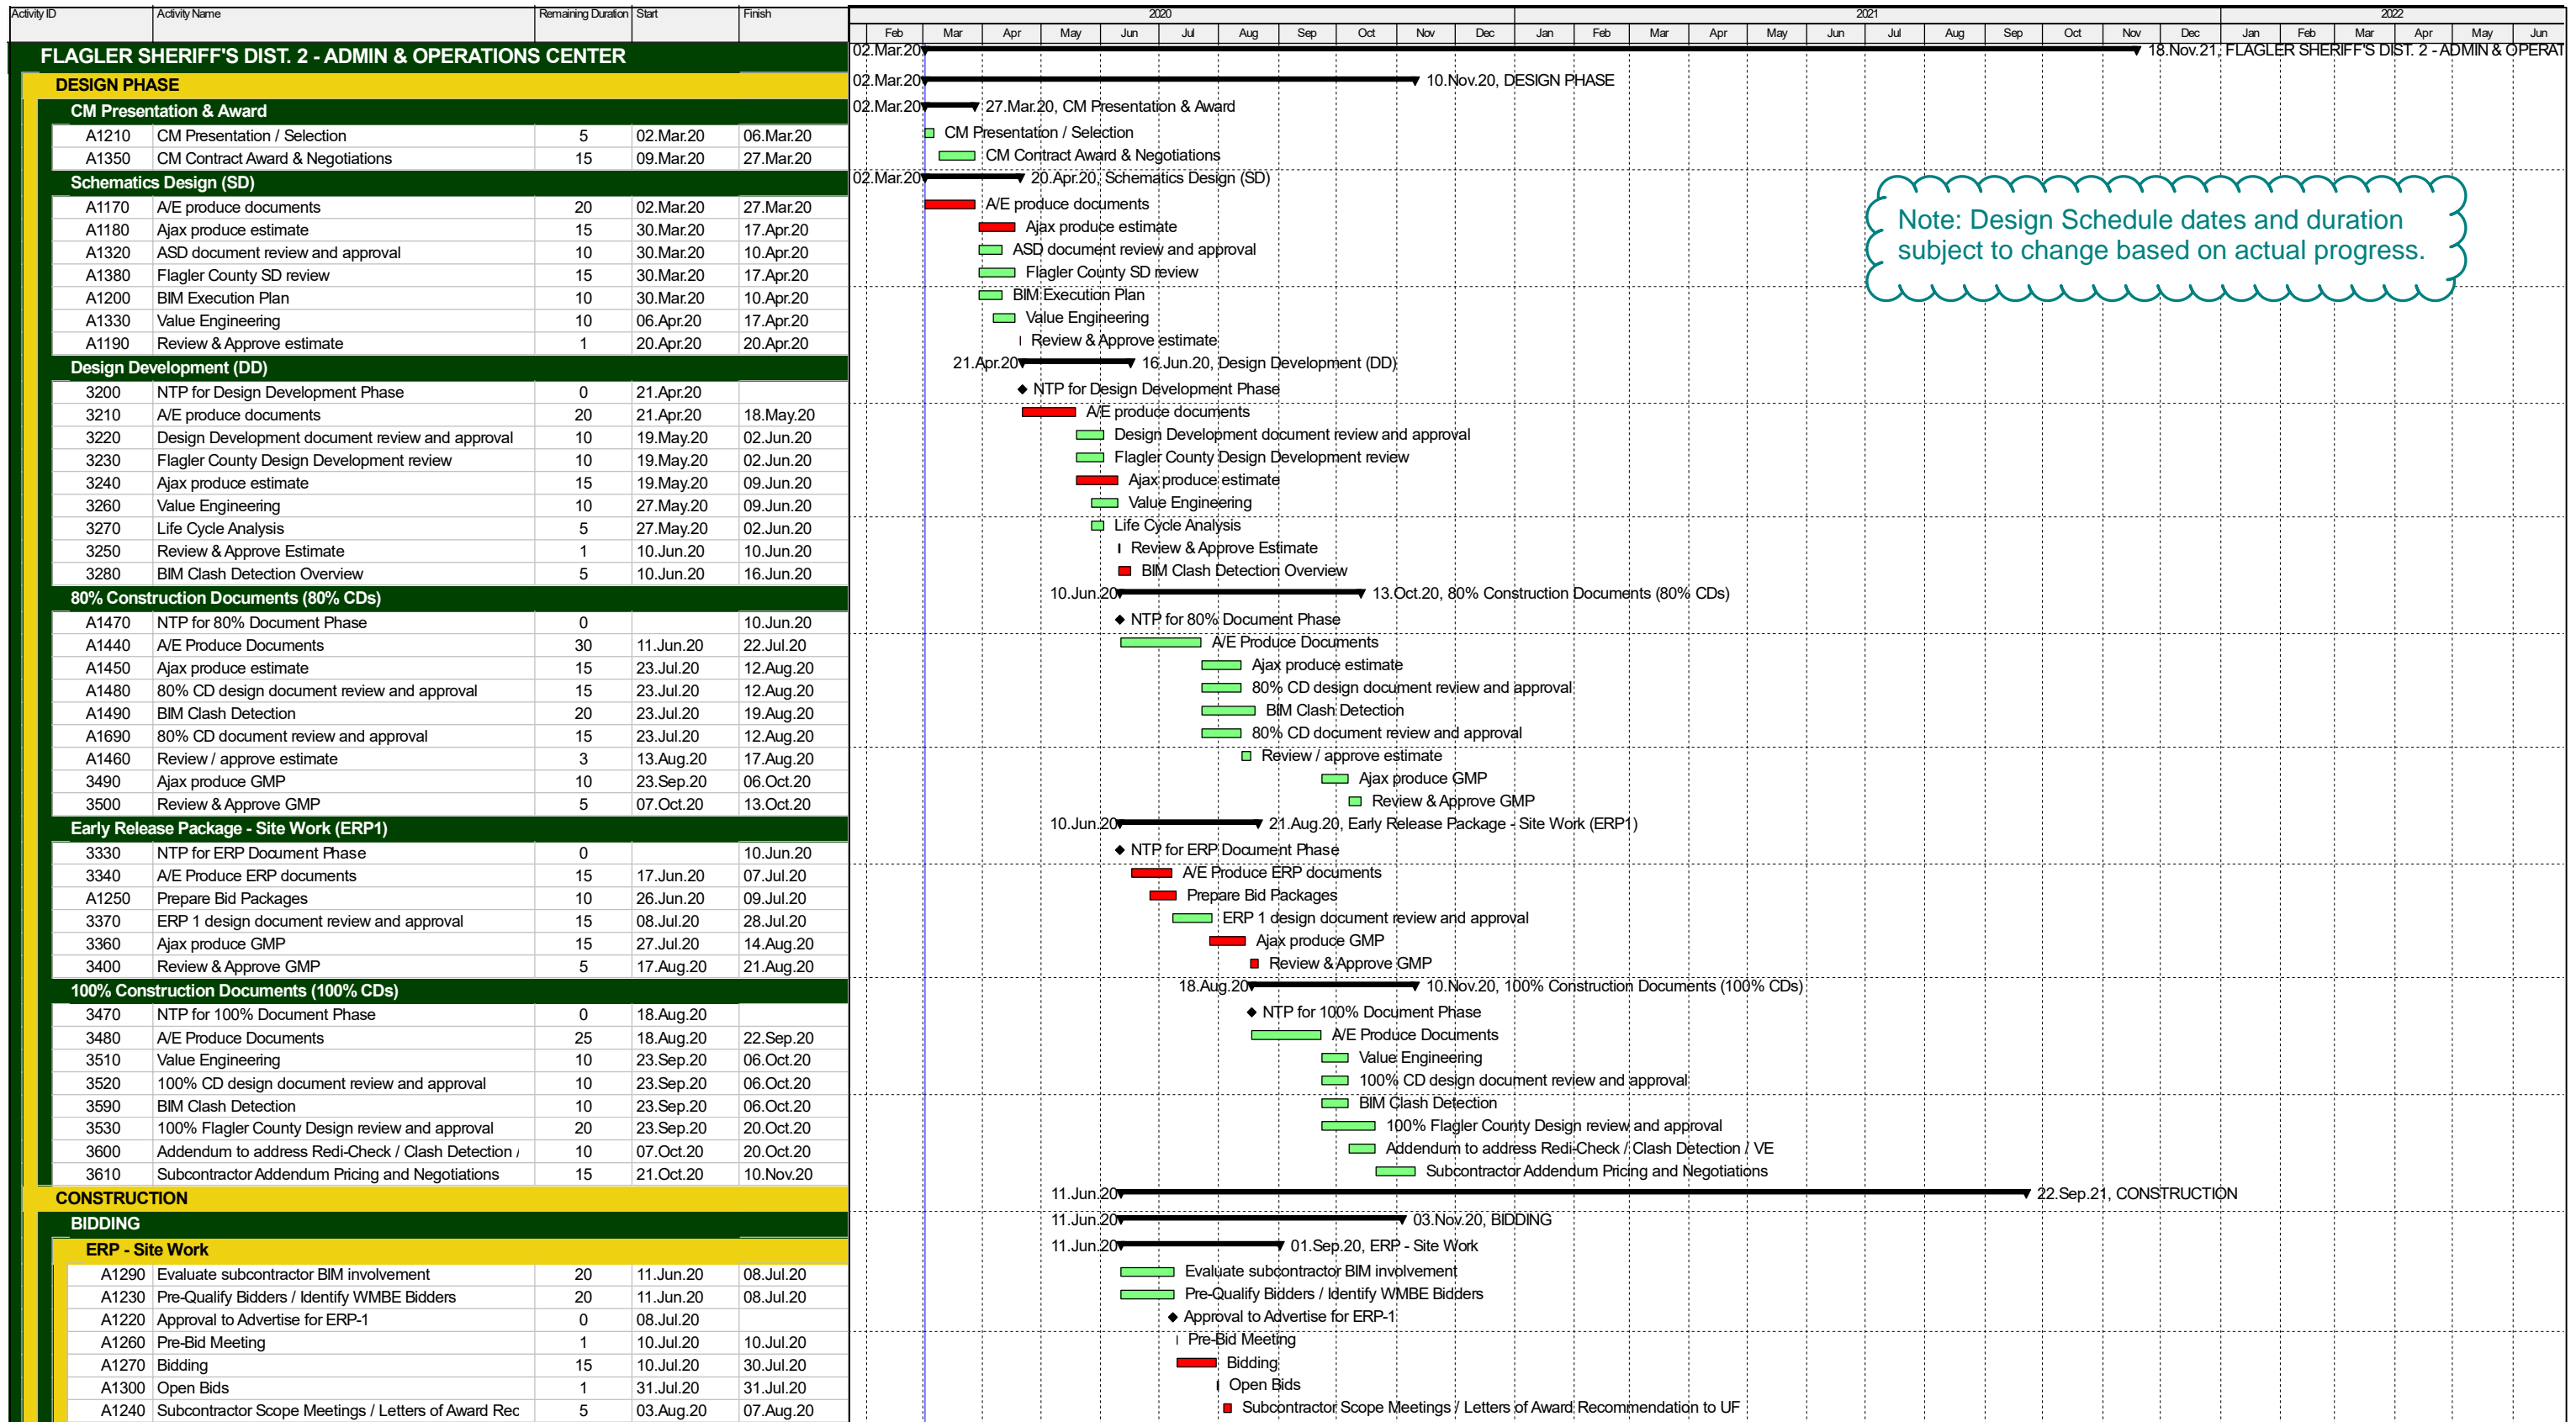 Activity ID Activity Name Remaining Duration Start Finish 2020 2021 2022
Feb Mar Apr May Jun Jul Aug Sep Oct Nov Dec Jan Feb Mar Apr May Jun Jul Aug Sep Oct Nov Dec Jan Feb Mar Apr May Jun
FLAGLER SHERIFF'S DIST. 2 - ADMIN & OPERATIONS CENTER 02.Mar.20 18.Nov.21, FLAGLER SHERIFF'S DIST. 2 - ADMIN & OPERAT
DESIGN PHASE 02.Mar.20 10.Nov.20, DESIGN PHASE
CM Presentation & Award 02.Mar.20 27.Mar.20, CM Presentation & Award
A1210 CM Presentation / Selection 5 02.Mar.20 06.Mar.20 CM Presentation / Selection
A1350 CM Contract Award & Negotiations 15 09.Mar.20 27.Mar.20 CM Contract Award & Negotiations
Schematics Design (SD) 02.Mar.20 20.Apr.20, Schematics Design (SD)
A1170 A/E produce documents 20 02.Mar.20 27.Mar.20 A/E produce documents
Note: Design Schedule dates and duration
subject to change based on actual progress.
A1180 Ajax produce estimate 15 30.Mar.20 17.Apr.20 Ajax produce estimate
A1320 ASD document review and approval 10 30.Mar.20 10.Apr.20 ASD document review and approval
A1380 Flagler County SD review 15 30.Mar.20 17.Apr.20 Flagler County SD review
A1200 BIM Execution Plan 10 30.Mar.20 10.Apr.20 BIM Execution Plan
A1330 Value Engineering 10 06.Apr.20 17.Apr.20 Value Engineering
A1190 Review & Approve estimate 1 20.Apr.20 20.Apr.20 Review & Approve estimate
Design Development (DD) 21.Apr.20 16.Jun.20, Design Development (DD)
3200 NTP for Design Development Phase 0 21.Apr.20 NTP for Design Development Phase
3210 A/E produce documents 20 21.Apr.20 18.May.20 A/E produce documents
3220 Design Development document review and approval 10 19.May.20 02.Jun.20 Design Development document review and approval
3230 Flagler County Design Development review 10 19.May.20 02.Jun.20 Flagler County Design Development review
3240 Ajax produce estimate 15 19.May.20 09.Jun.20 Ajax produce estimate
3260 Value Engineering 10 27.May.20 09.Jun.20 Value Engineering
3270 Life Cycle Analysis 5 27.May.20 02.Jun.20 Life Cycle Analysis
3250 Review & Approve Estimate 1 10.Jun.20 10.Jun.20 Review & Approve Estimate
3280 BIM Clash Detection Overview 5 10.Jun.20 16.Jun.20 BIM Clash Detection Overview
80% Construction Documents (80% CDs) 10.Jun.20 13.Oct.20, 80% Construction Documents (80% CDs)
A1470 NTP for 80% Document Phase 0 10.Jun.20 NTP for 80% Document Phase
A1440 A/E Produce Documents 30 11.Jun.20 22.Jul.20 A/E Produce Documents
A1450 Ajax produce estimate 15 23.Jul.20 12.Aug.20 Ajax produce estimate
A1480 80% CD design document review and approval 15 23.Jul.20 12.Aug.20 80% CD design document review and approval
A1490 BIM Clash Detection 20 23.Jul.20 19.Aug.20 BIM Clash Detection
A1690 80% CD document review and approval 15 23.Jul.20 12.Aug.20 80% CD document review and approval
A1460 Review / approve estimate 3 13.Aug.20 17.Aug.20 Review / approve estimate
3490 Ajax produce GMP 10 23.Sep.20 06.Oct.20 Ajax produce GMP
3500 Review & Approve GMP 5 07.Oct.20 13.Oct.20 Review & Approve GMP
Early Release Package - Site Work (ERP1) 10.Jun.20 21.Aug.20, Early Release Package - Site Work (ERP1)
3330 NTP for ERP Document Phase 0 10.Jun.20 NTP for ERP Document Phase
3340 A/E Produce ERP documents 15 17.Jun.20 07.Jul.20 A/E Produce ERP documents
A1250 Prepare Bid Packages 10 26.Jun.20 09.Jul.20 Prepare Bid Packages
3370 ERP 1 design document review and approval 15 08.Jul.20 28.Jul.20 ERP 1 design document review and approval
3360 Ajax produce GMP 15 27.Jul.20 14.Aug.20 Ajax produce GMP
3400 Review & Approve GMP 5 17.Aug.20 21.Aug.20 Review & Approve GMP
100% Construction Documents (100% CDs) 18.Aug.20 10.Nov.20, 100% Construction Documents (100% CDs)
3470 NTP for 100% Document Phase 0 18.Aug.20 NTP for 100% Document Phase
3480 A/E Produce Documents 25 18.Aug.20 22.Sep.20 A/E Produce Documents
3510 Value Engineering 10 23.Sep.20 06.Oct.20 Value Engineering
3520 100% CD design document review and approval 10 23.Sep.20 06.Oct.20 100% CD design document review and approval
3590 BIM Clash Detection 10 23.Sep.20 06.Oct.20 BIM Clash Detection
3530 100% Flagler County Design review and approval 20 23.Sep.20 20.Oct.20 100% Flagler County Design review and approval
3600 Addendum to address Redi-Check / Clash Detection / 10 07.Oct.20 20.Oct.20 Addendum to address Redi-Check / Clash Detection / VE
3610 Subcontractor Addendum Pricing and Negotiations 15 21.Oct.20 10.Nov.20 Subcontractor Addendum Pricing and Negotiations
CONSTRUCTION 11.Jun.20 22.Sep.21, CONSTRUCTION
BIDDING 11.Jun.20 03.Nov.20, BIDDING
ERP - Site Work 11.Jun.20 01.Sep.20, ERP - Site Work
A1290 Evaluate subcontractor BIM involvement 20 11.Jun.20 08.Jul.20 Evaluate subcontractor BIM involvement
A1230 Pre-Qualify Bidders / Identify WMBE Bidders 20 11.Jun.20 08.Jul.20 Pre-Qualify Bidders / Identify WMBE Bidders
A1220 Approval to Advertise for ERP-1 0 08.Jul.20 Approval to Advertise for ERP-1
A1260 Pre-Bid Meeting 1 10.Jul.20 10.Jul.20 Pre-Bid Meeting
A1270 Bidding 15 10.Jul.20 30.Jul.20 Bidding
A1300 Open Bids 1 31.Jul.20 31.Jul.20 Open Bids
A1240 Subcontractor Scope Meetings / Letters of Award Rec 5 03.Aug.20 07.Aug.20 Subcontractor Scope Meetings / Letters of Award Recommendation to UF